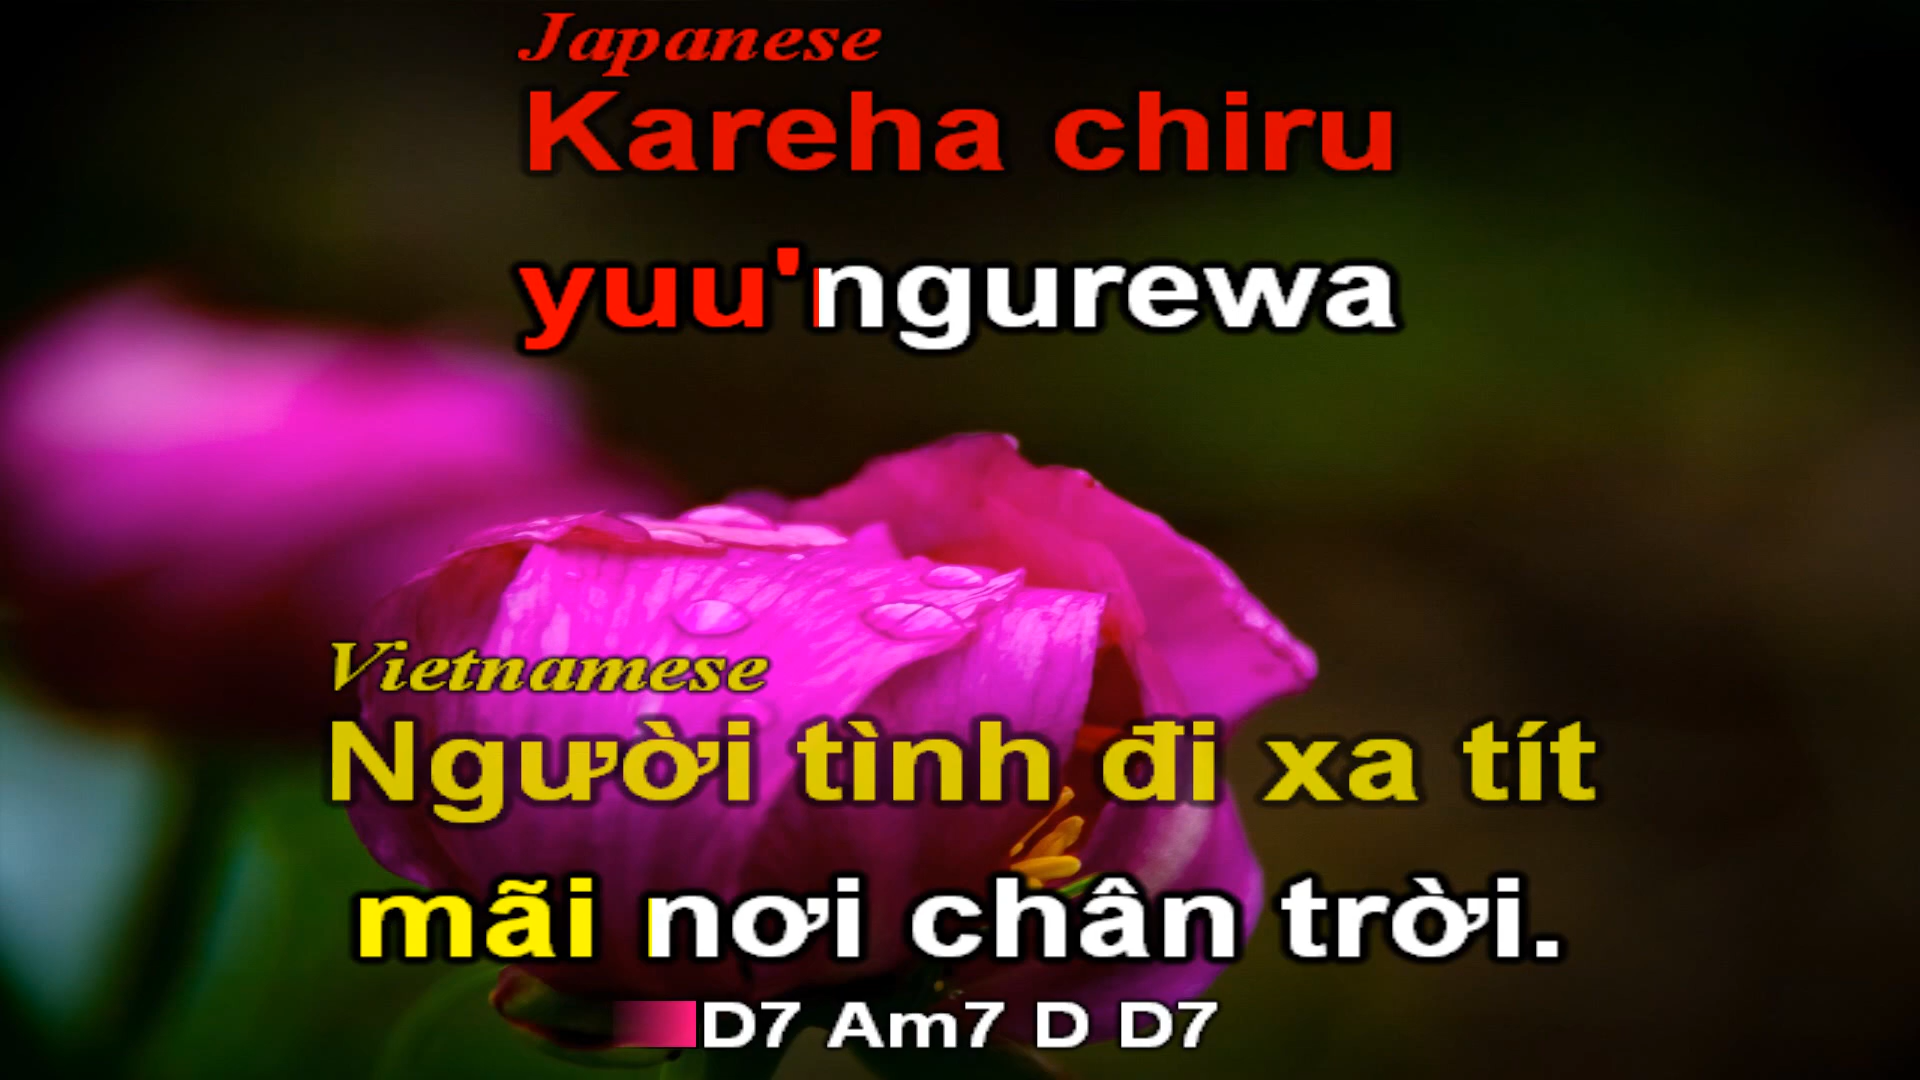 Japanese
Kareha chiru
yuu'ngurewa
Vietnamese
Người tình đi xa tít
mãi nơi chân trời.
D7 Am7 D D7